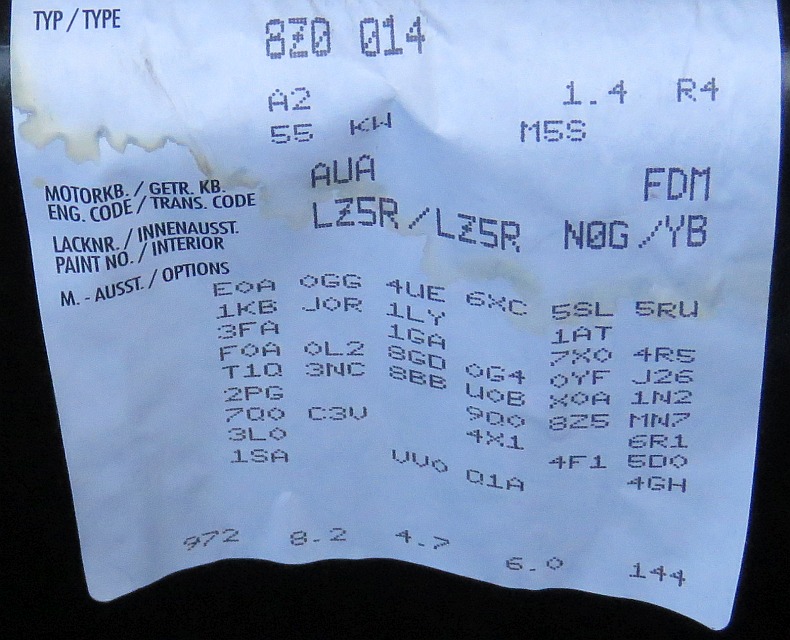 TYP / TYPE 8Z0 014
A2 1.4 R4
55 KW M5S
MOTORKB. / GETR. KB. AUA FDM
ENG. CODE / TRANS. CODE
LACKNR. / INNENAUSST. LZ5R / LZ5R N0G / YB
PAINT NO. / INTERIOR
M. - AUSST. / OPTIONS
E0A 0GG 4UE 6XC 5SL 5RU
1KB J0R 1LY 1AT
3FA 1GA 7X0 4R5
F0A 0L2 8GD 0G4 0YF J26
T1Q 3NC 8BB U0B X0A 1N2
2PG 9Q0 8Z5 MN7
7Q0 C3V 4X1 6R1
3L0 4F1 5D0
1SA VV0 Q1A 4GH
972 8.2 4.7 6.0 144